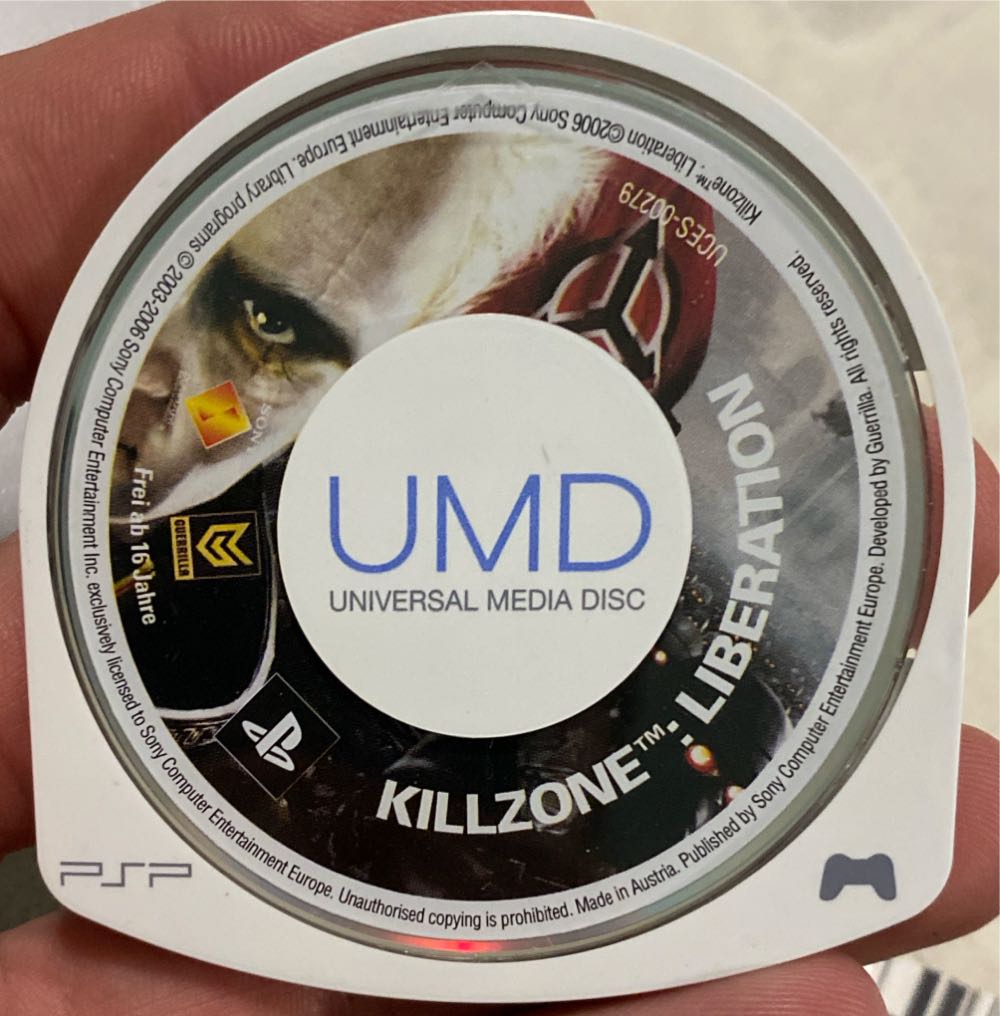 Killzone™: Liberation ©2006 Sony Computer Entertainment Europe. Library programs © 2003-2006 Sony Computer Entertainment Inc. exclusively licensed to Sony Computer Entertainment Europe. Unauthorised copying is prohibited. Made in Austria. Published by Sony Computer Entertainment Europe. Developed by Guerrilla. All rights reserved.
UCES-00279
SONY
Frei ab 16 Jahre
GUERRILLA
UMD
UNIVERSAL MEDIA DISC
KILLZONE™: LIBERATION
PSP